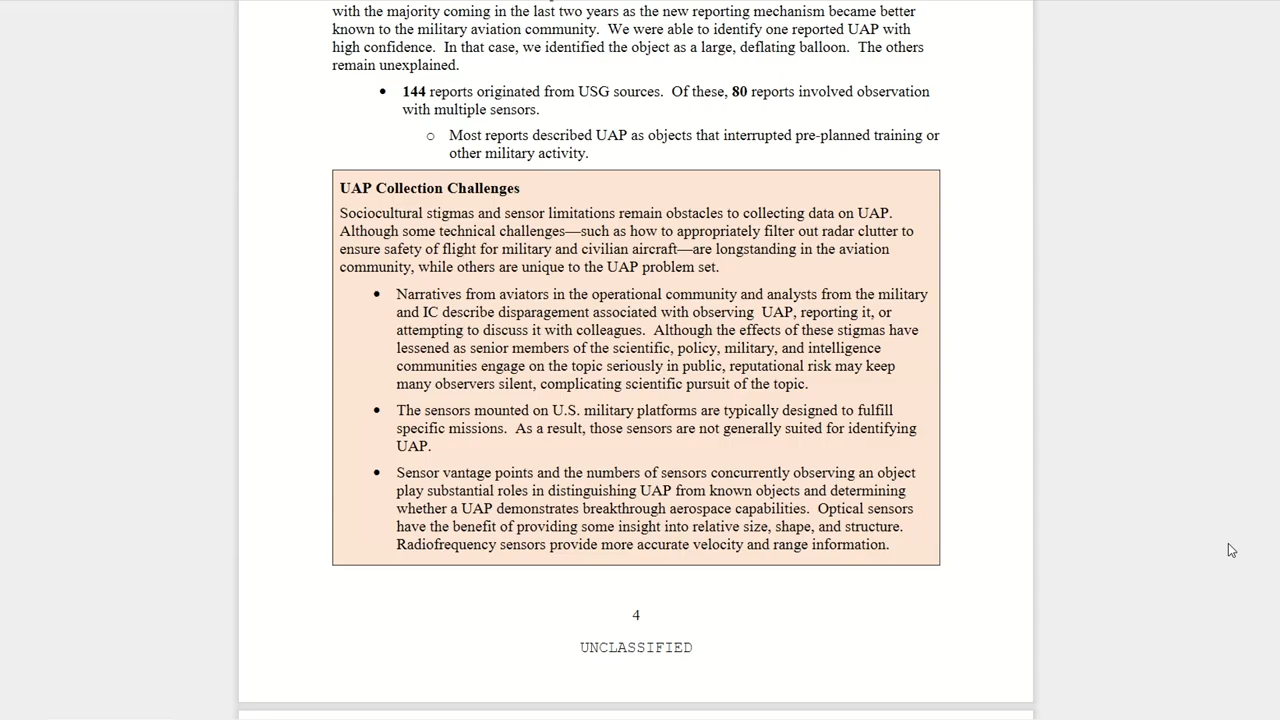 with the majority coming in the last two years as the new reporting mechanism became better
known to the military aviation community.  We were able to identify one reported UAP with
high confidence.  In that case, we identified the object as a large, deflating balloon.  The others
remain unexplained.
• 144 reports originated from USG sources.  Of these, 80 reports involved observation
with multiple sensors.
o Most reports described UAP as objects that interrupted pre-planned training or
other military activity.
UAP Collection Challenges
Sociocultural stigmas and sensor limitations remain obstacles to collecting data on UAP.
Although some technical challenges—such as how to appropriately filter out radar clutter to
ensure safety of flight for military and civilian aircraft—are longstanding in the aviation
community, while others are unique to the UAP problem set.
• Narratives from aviators in the operational community and analysts from the military
and IC describe disparagement associated with observing  UAP, reporting it, or
attempting to discuss it with colleagues.  Although the effects of these stigmas have
lessened as senior members of the scientific, policy, military, and intelligence
communities engage on the topic seriously in public, reputational risk may keep
many observers silent, complicating scientific pursuit of the topic.
• The sensors mounted on U.S. military platforms are typically designed to fulfill
specific missions.  As a result, those sensors are not generally suited for identifying
UAP.
• Sensor vantage points and the numbers of sensors concurrently observing an object
play substantial roles in distinguishing UAP from known objects and determining
whether a UAP demonstrates breakthrough aerospace capabilities.  Optical sensors
have the benefit of providing some insight into relative size, shape, and structure.
Radiofrequency sensors provide more accurate velocity and range information.
4
UNCLASSIFIED